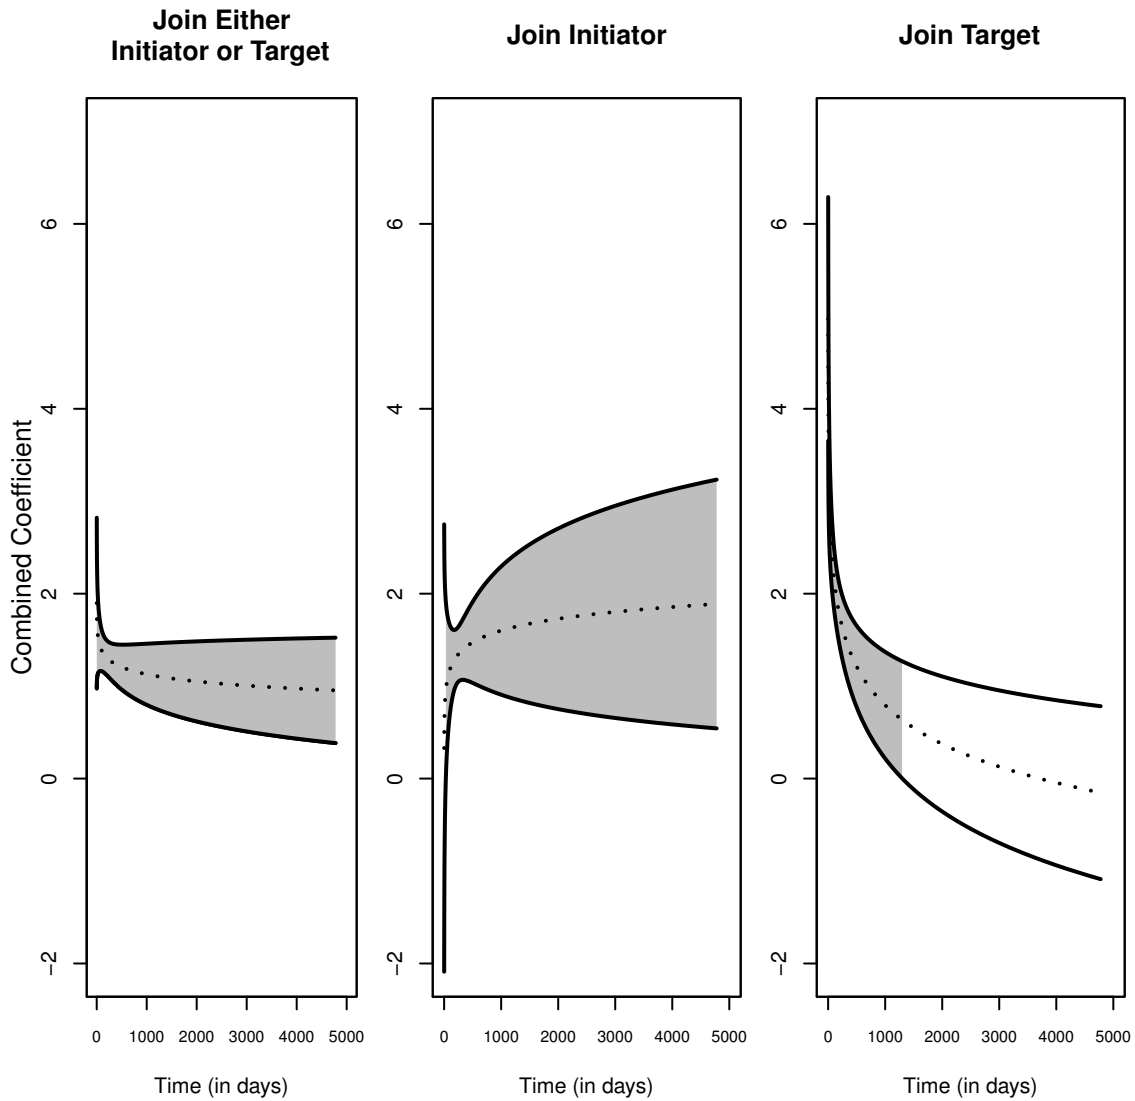 Join Either
Initiator or Target
Join Initiator
Join Target
Combined Coefficient
6
4
2
0
−2
0 1000 2000 3000 4000 5000
Time (in days)
6
4
2
0
−2
0 1000 2000 3000 4000 5000
Time (in days)
6
4
2
0
−2
0 1000 2000 3000 4000 5000
Time (in days)